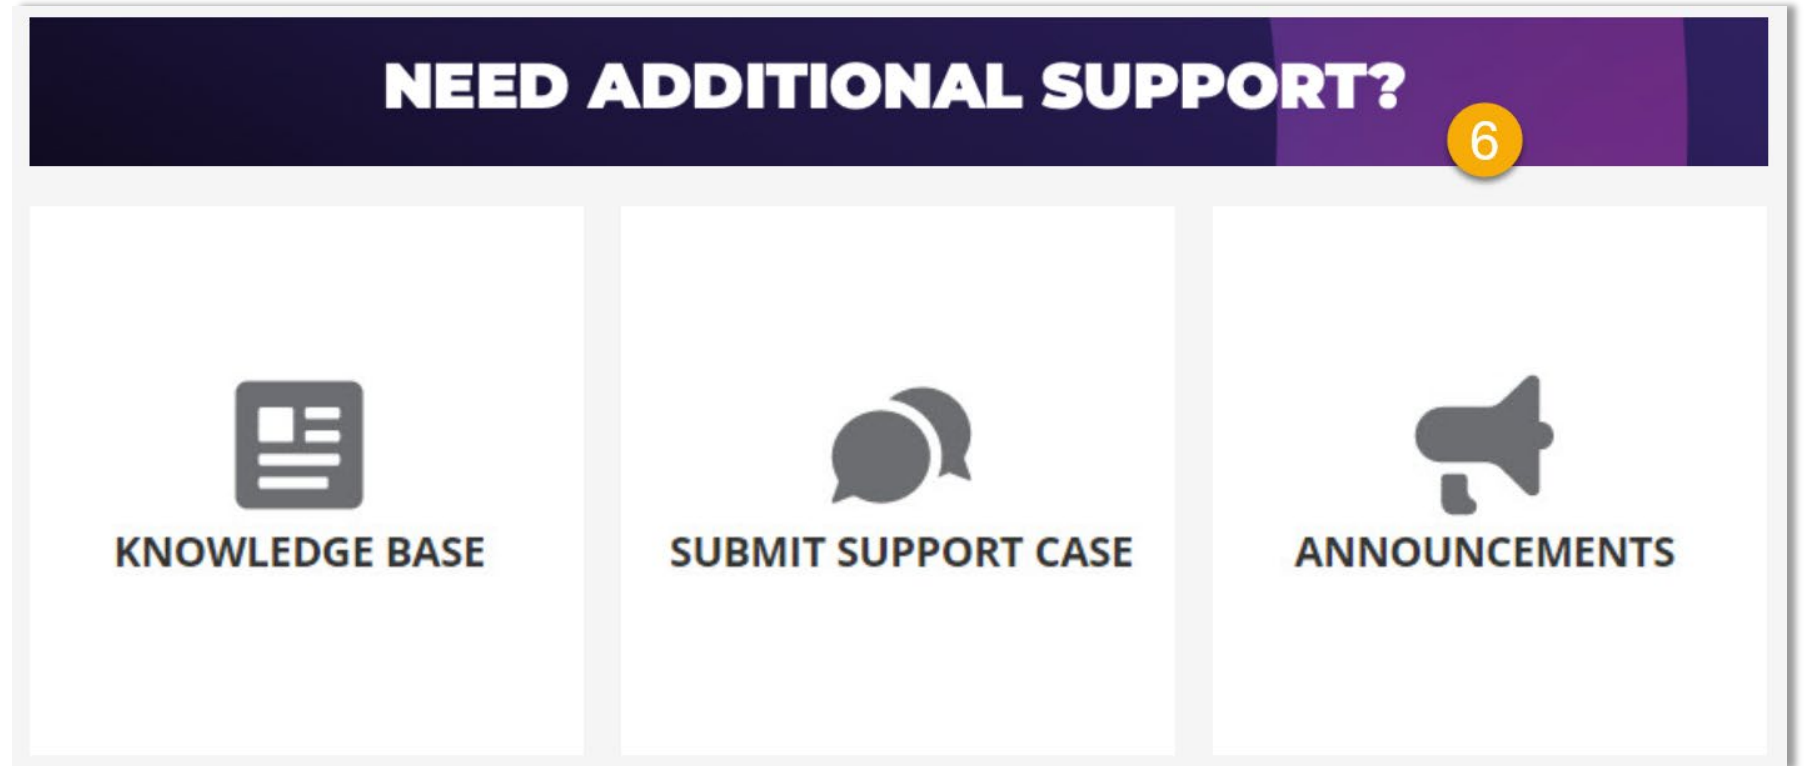 NEED ADDITIONAL SUPPORT?
6
KNOWLEDGE BASE
SUBMIT SUPPORT CASE
ANNOUNCEMENTS